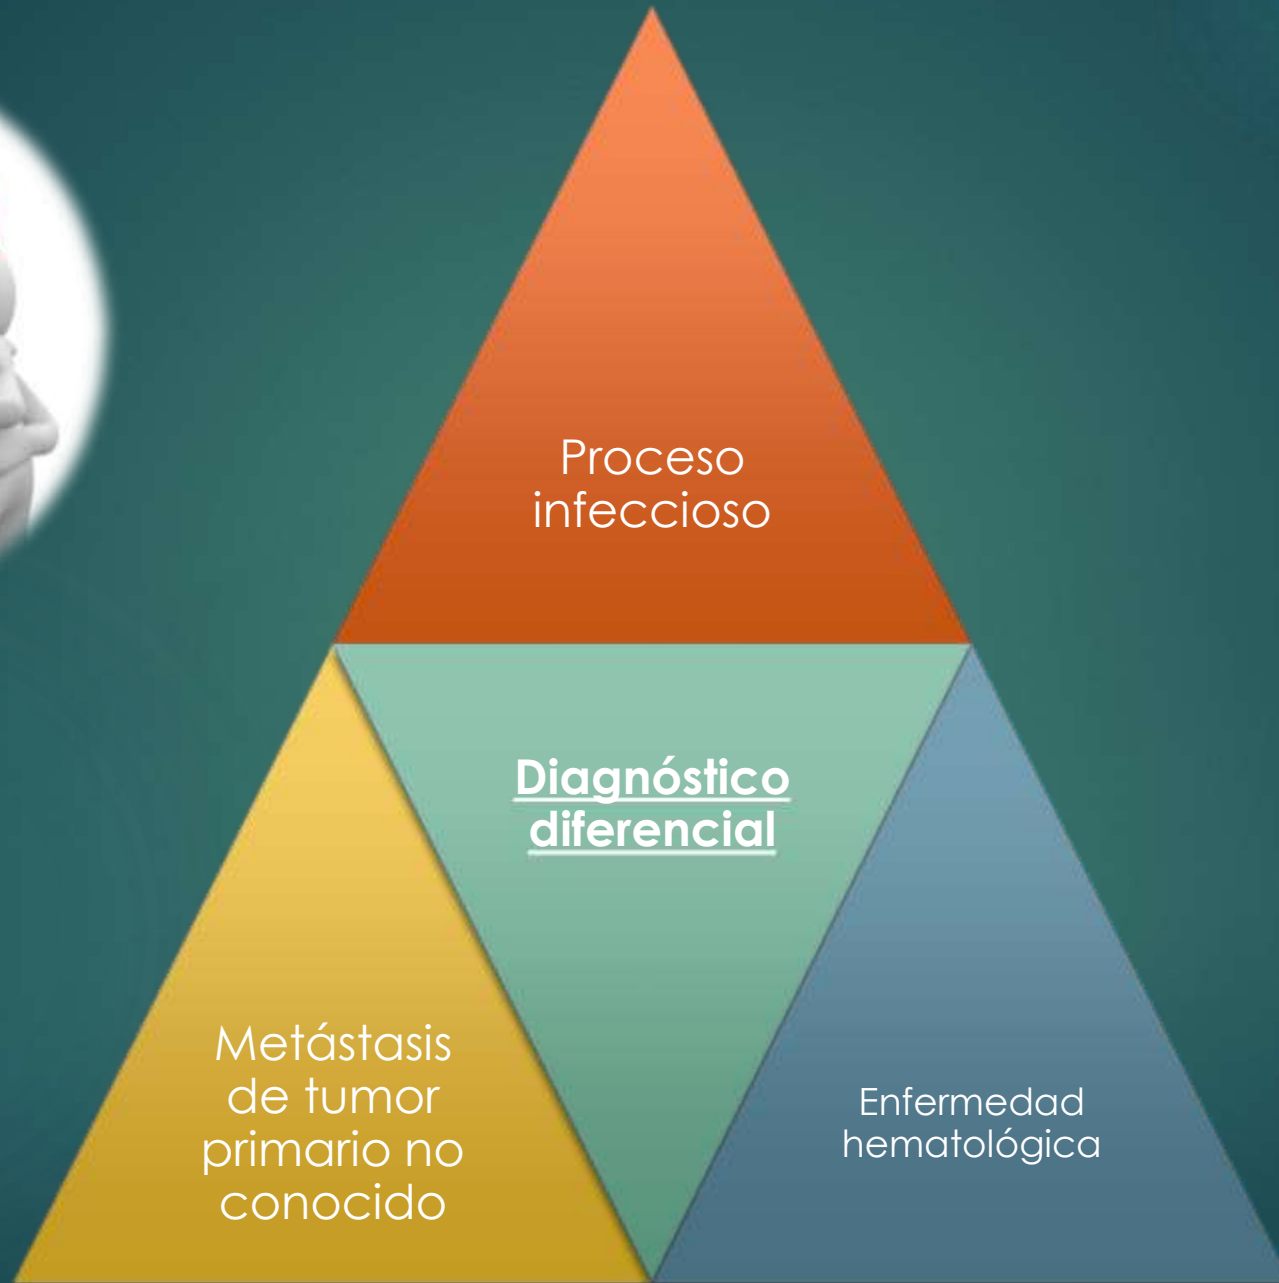 Proceso
infeccioso
Diagnóstico
diferencial
Metástasis
de tumor
primario no
conocido
Enfermedad
hematológica